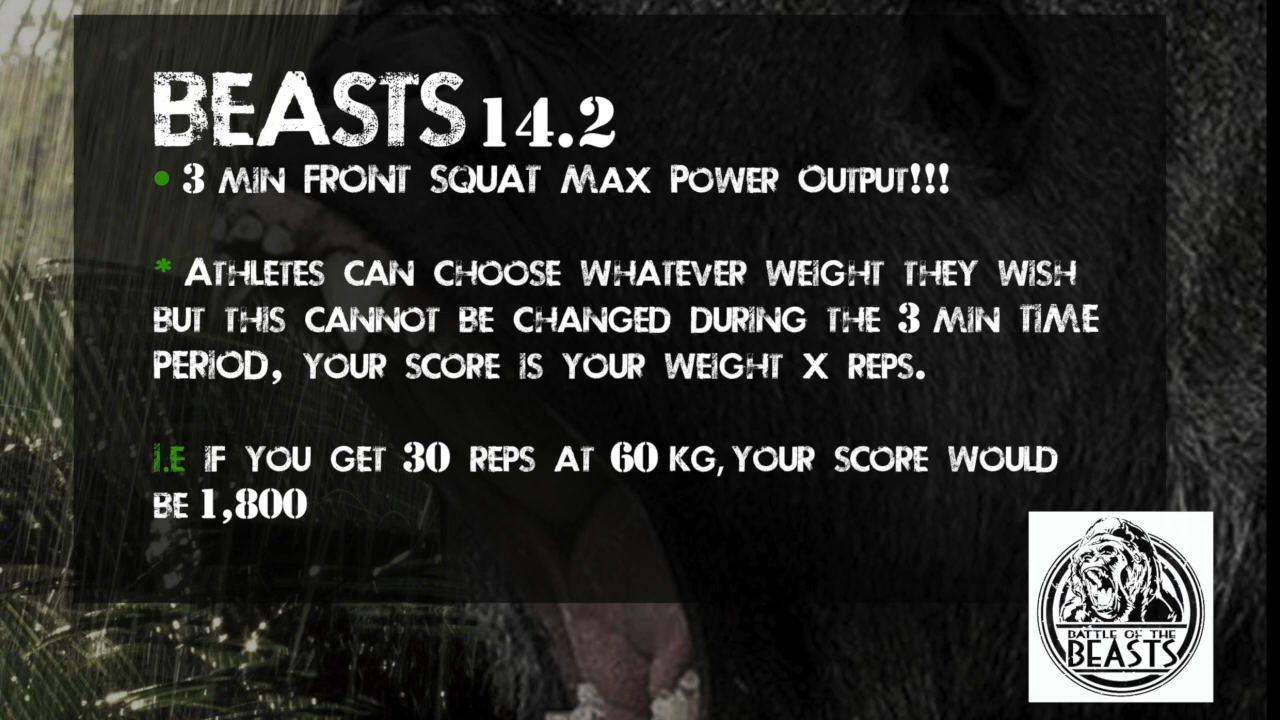 BEASTS 14.2
• 3 MIN FRONT SQUAT MAX POWER OUTPUT!!!
* ATHLETES CAN CHOOSE WHATEVER WEIGHT THEY WISH
BUT THIS CANNOT BE CHANGED DURING THE 3 MIN TIME
PERIOD, YOUR SCORE IS YOUR WEIGHT X REPS.
I.E IF YOU GET 30 REPS AT 60 KG, YOUR SCORE WOULD
BE 1,800
BATTLE OF THE
BEASTS